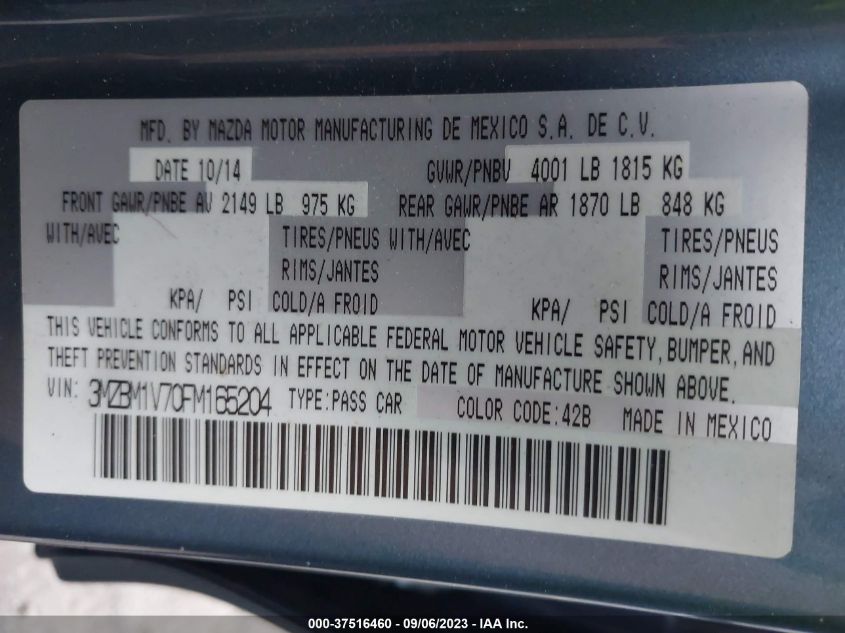 MFD. BY MAZDA MOTOR MANUFACTURING DE MEXICO S.A. DE C.V.
DATE 10/14 GVWR/PNBV 4001 LB 1815 KG
FRONT GAWR/PNBE AV 2149 LB 975 KG REAR GAWR/PNBE AR 1870 LB 848 KG
WITH/AVEC TIRES/PNEUS WITH/AVEC TIRES/PNEUS
RIMS/JANTES RIMS/JANTES
KPA/ PSI COLD/A FROID KPA/ PSI COLD/A FROID
THIS VEHICLE CONFORMS TO ALL APPLICABLE FEDERAL MOTOR VEHICLE SAFETY, BUMPER, AND
THEFT PREVENTION STANDARDS IN EFFECT ON THE DATE OF MANUFACTURE SHOWN ABOVE.
VIN: 3MZBM1V70FM165204 TYPE:PASS CAR COLOR CODE:42B MADE IN MEXICO
000-37516460 - 09/06/2023 - IAA Inc.